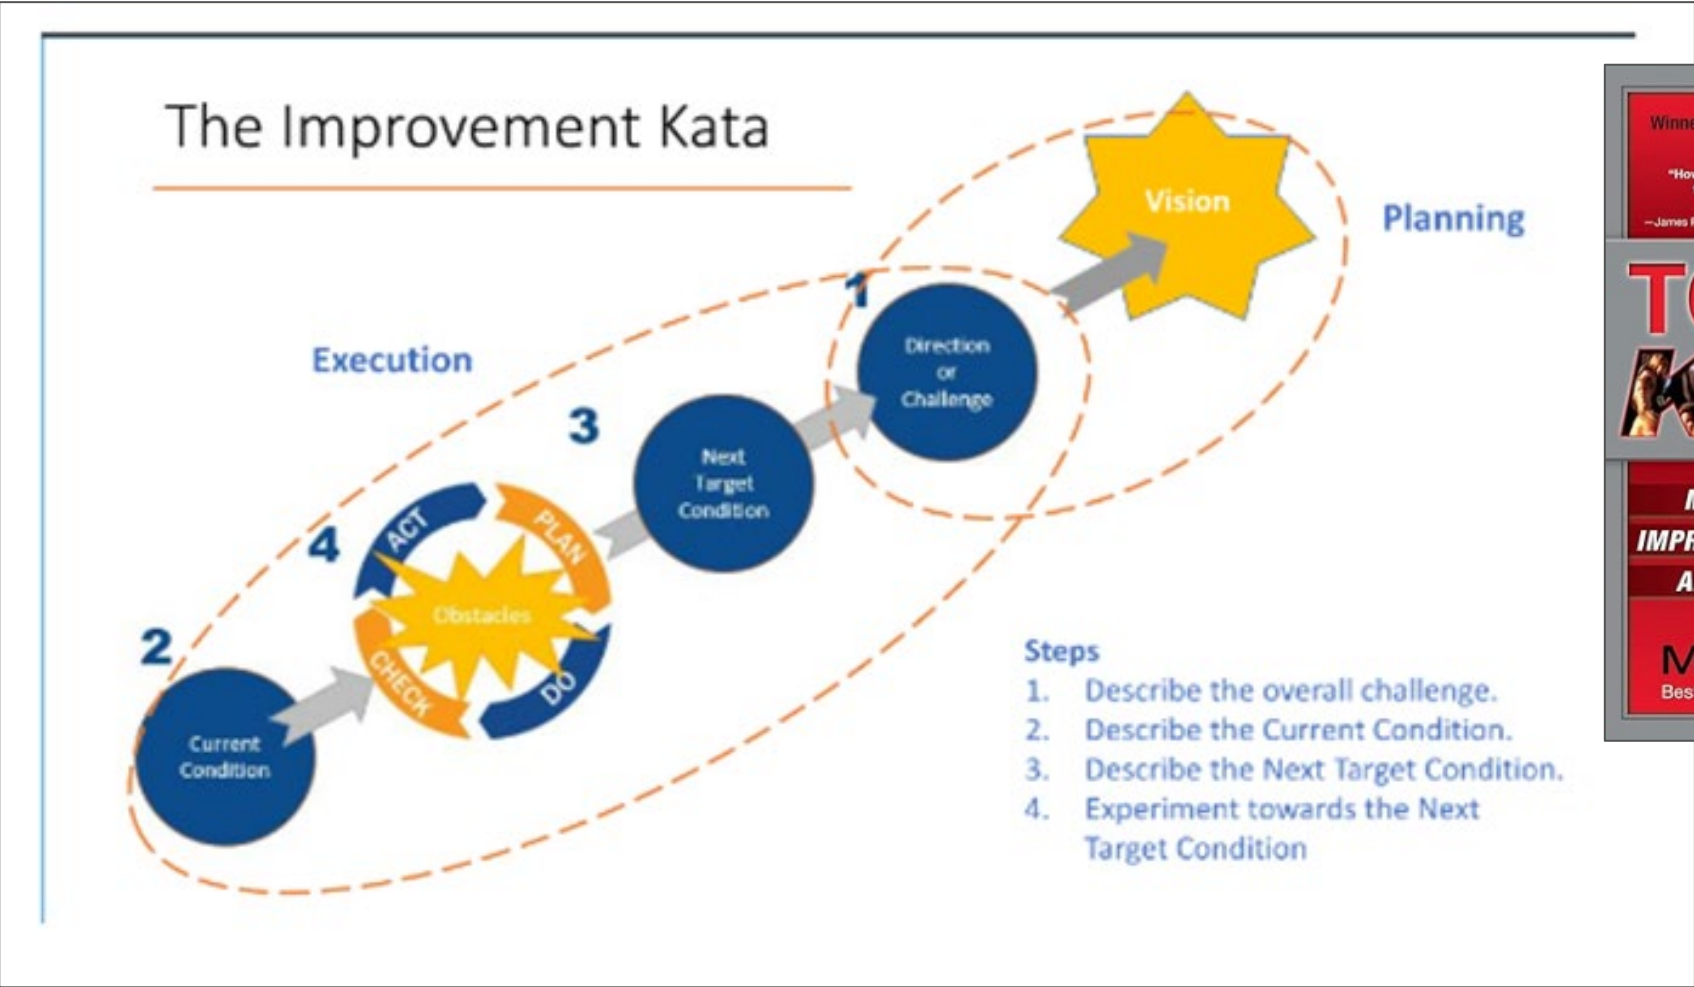 The Improvement Kata
Vision
Planning
1
Direction
or
Challenge
Execution
3
Next
Target
Condition
4
ACT
PLAN
Obstacles
CHECK
DO
2
Current
Condition
Steps
1. Describe the overall challenge.
2. Describe the Current Condition.
3. Describe the Next Target Condition.
4. Experiment towards the Next
Target Condition